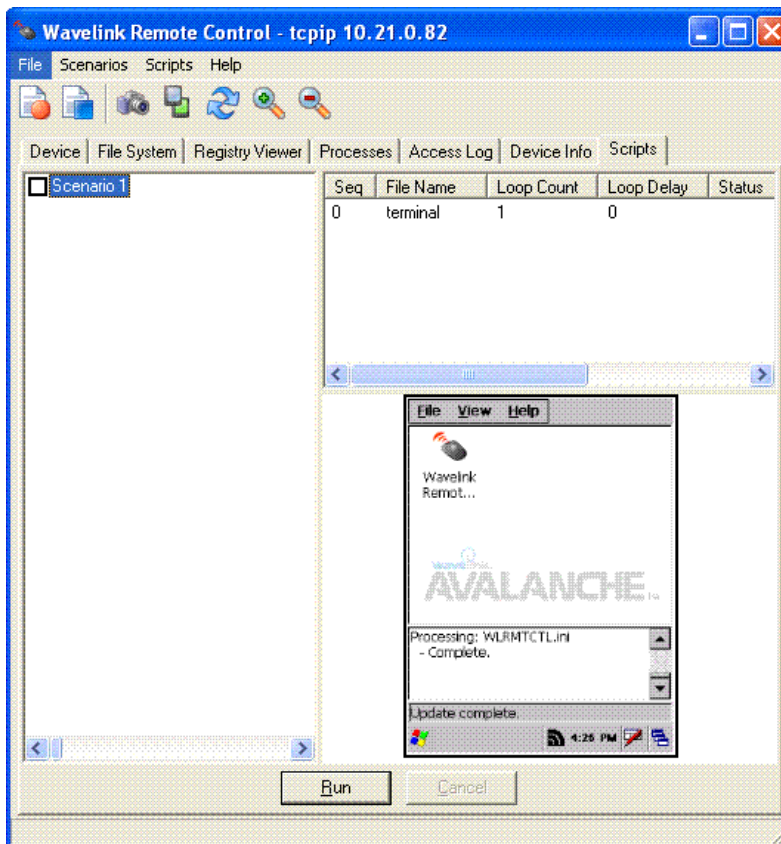 Wavelink Remote Control - tcpip 10.21.0.82
File Scenarios Scripts Help
Device File System Registry Viewer Processes Access Log Device Info Scripts
Scenario 1
Seq File Name Loop Count Loop Delay Status
0 terminal 1 0
File View Help
Wavelink
Remot...
AVALANCHE
Processing: WLRMTCTL.ini
- Complete.
Update complete.
4:25 PM
Run Cancel